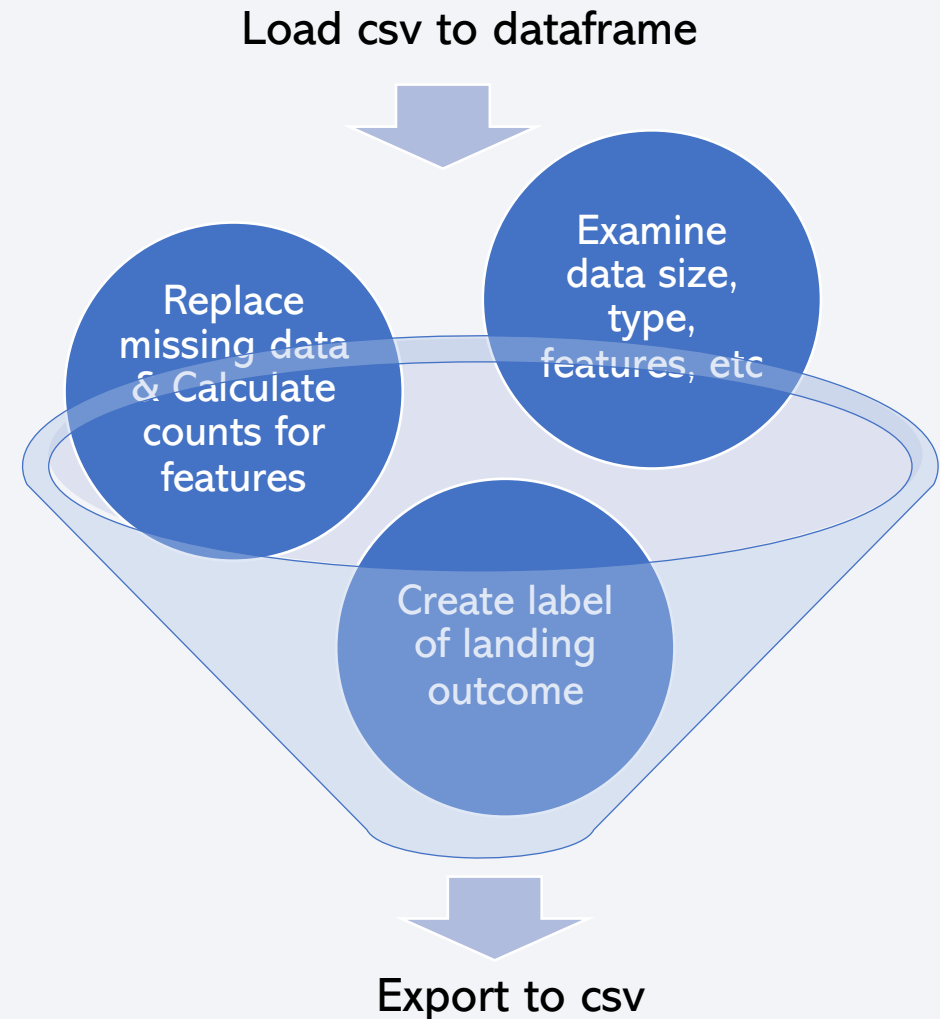 Load csv to dataframe
Examine
data size,
type,
features, etc
Replace
missing data
& Calculate
counts for
features
Create label
of landing
outcome
Export to csv